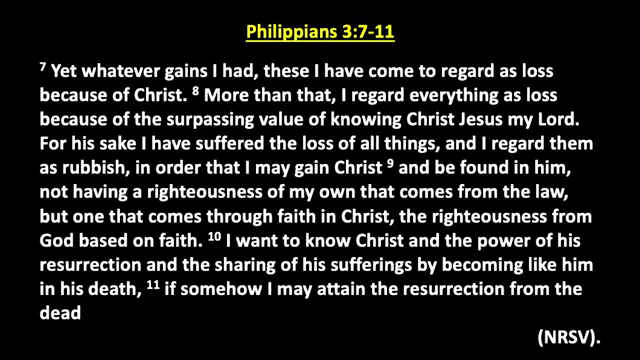 Philippians 3:7-11
7 Yet whatever gains I had, these I have come to regard as loss
because of Christ. 8 More than that, I regard everything as loss
because of the surpassing value of knowing Christ Jesus my Lord.
For his sake I have suffered the loss of all things, and I regard them
as rubbish, in order that I may gain Christ 9 and be found in him,
not having a righteousness of my own that comes from the law,
but one that comes through faith in Christ, the righteousness from
God based on faith. 10 I want to know Christ and the power of his
resurrection and the sharing of his sufferings by becoming like him
in his death, 11 if somehow I may attain the resurrection from the
dead
(NRSV).